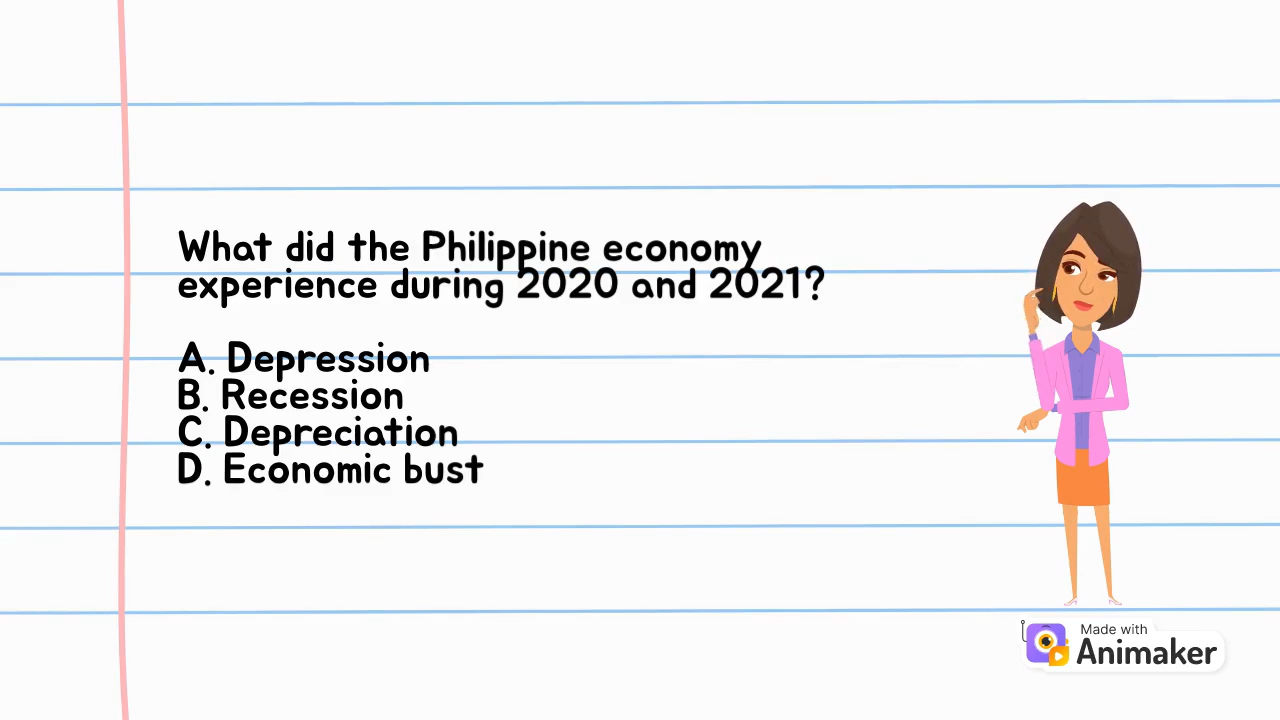 What did the Philippine economy
experience during 2020 and 2021?
A. Depression
B. Recession
C. Depreciation
D. Economic bust
Made with
Animaker